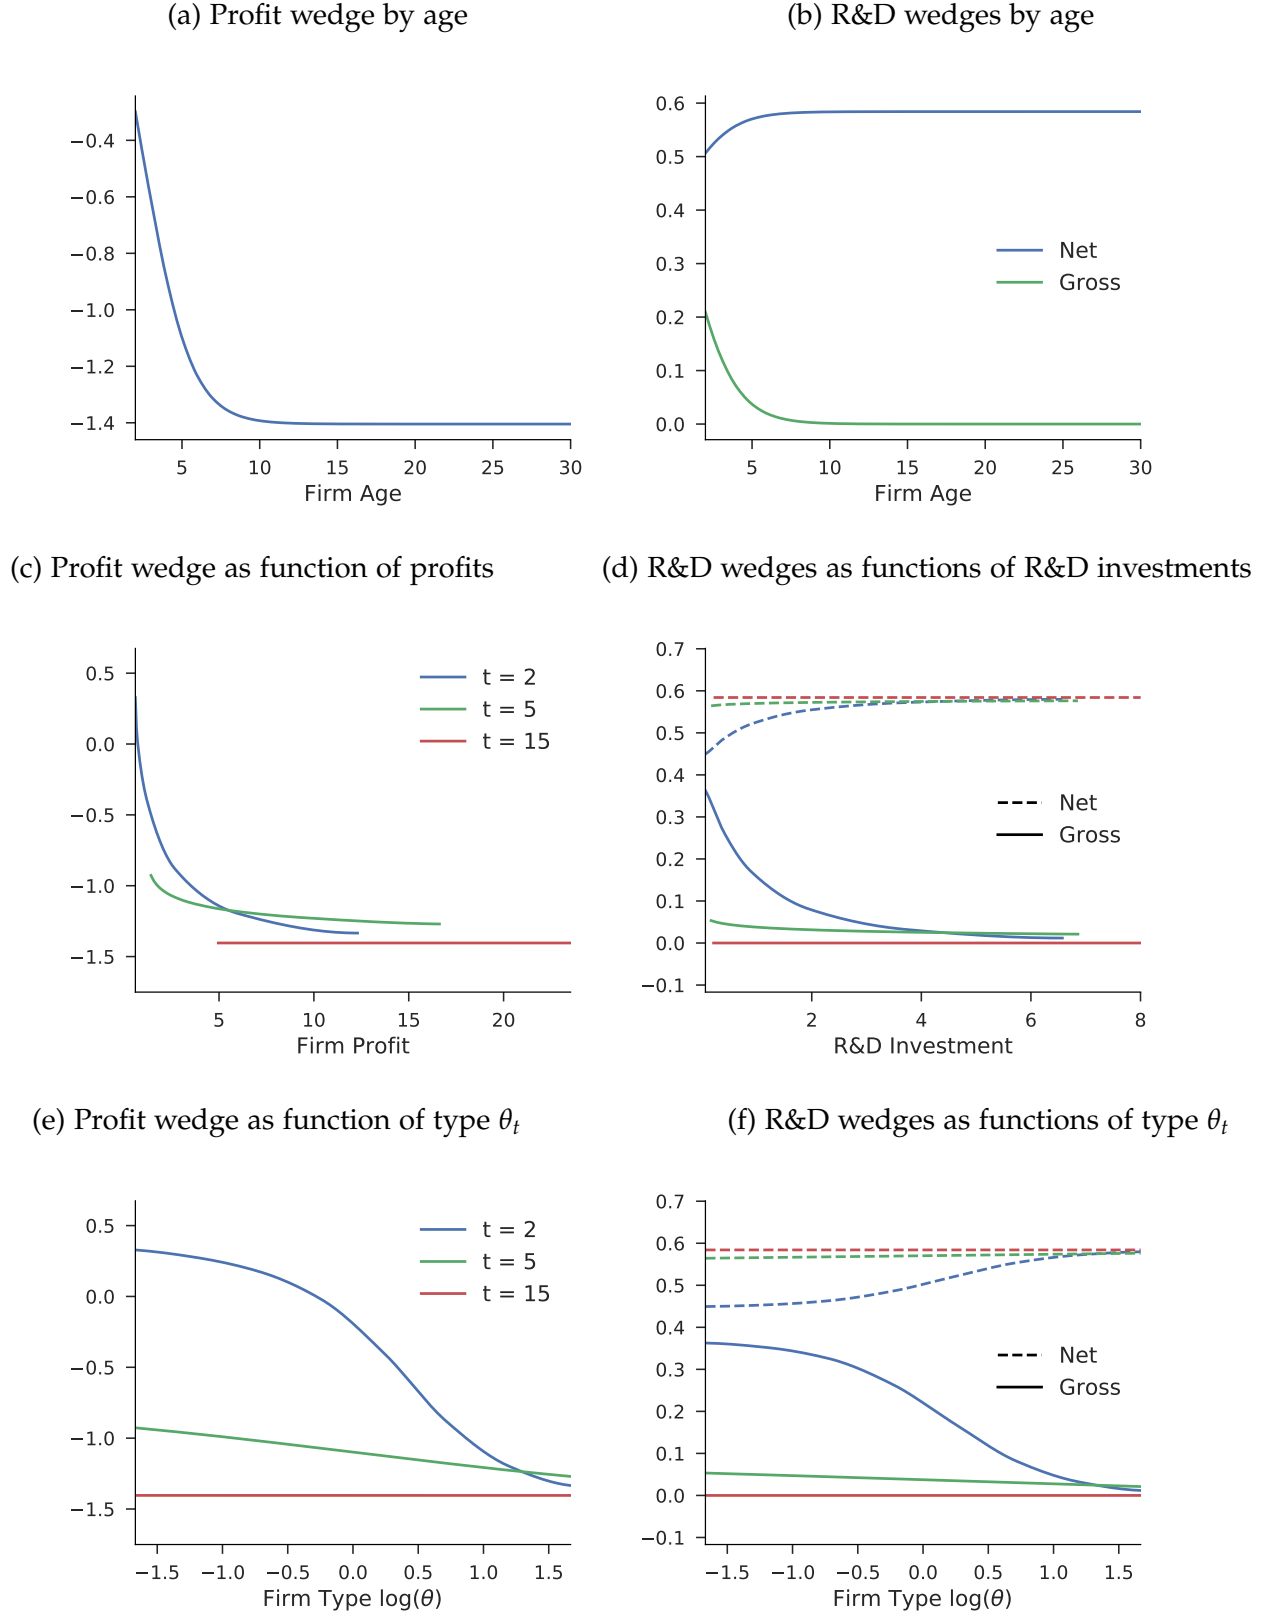 (a) Profit wedge by age
(b) R&D wedges by age
−0.4
−0.6
−0.8
−1.0
−1.2
−1.4
5 10 15 20 25 30
Firm Age
0.6
0.5
0.4
0.3
0.2
0.1
0.0
Net
Gross
5 10 15 20 25 30
Firm Age
(c) Profit wedge as function of profits
(d) R&D wedges as functions of R&D investments
0.5
0.0
−0.5
−1.0
−1.5
t = 2
t = 5
t = 15
5 10 15 20
Firm Profit
0.7
0.6
0.5
0.4
0.3
0.2
0.1
0.0
−0.1
Net
Gross
2 4 6 8
R&D Investment
(e) Profit wedge as function of type θt
(f) R&D wedges as functions of type θt
0.5
0.0
−0.5
−1.0
−1.5
t = 2
t = 5
t = 15
−1.5 −1.0 −0.5 0.0 0.5 1.0 1.5
Firm Type log(θ)
0.7
0.6
0.5
0.4
0.3
0.2
0.1
0.0
−0.1
Net
Gross
−1.5 −1.0 −0.5 0.0 0.5 1.0 1.5
Firm Type log(θ)